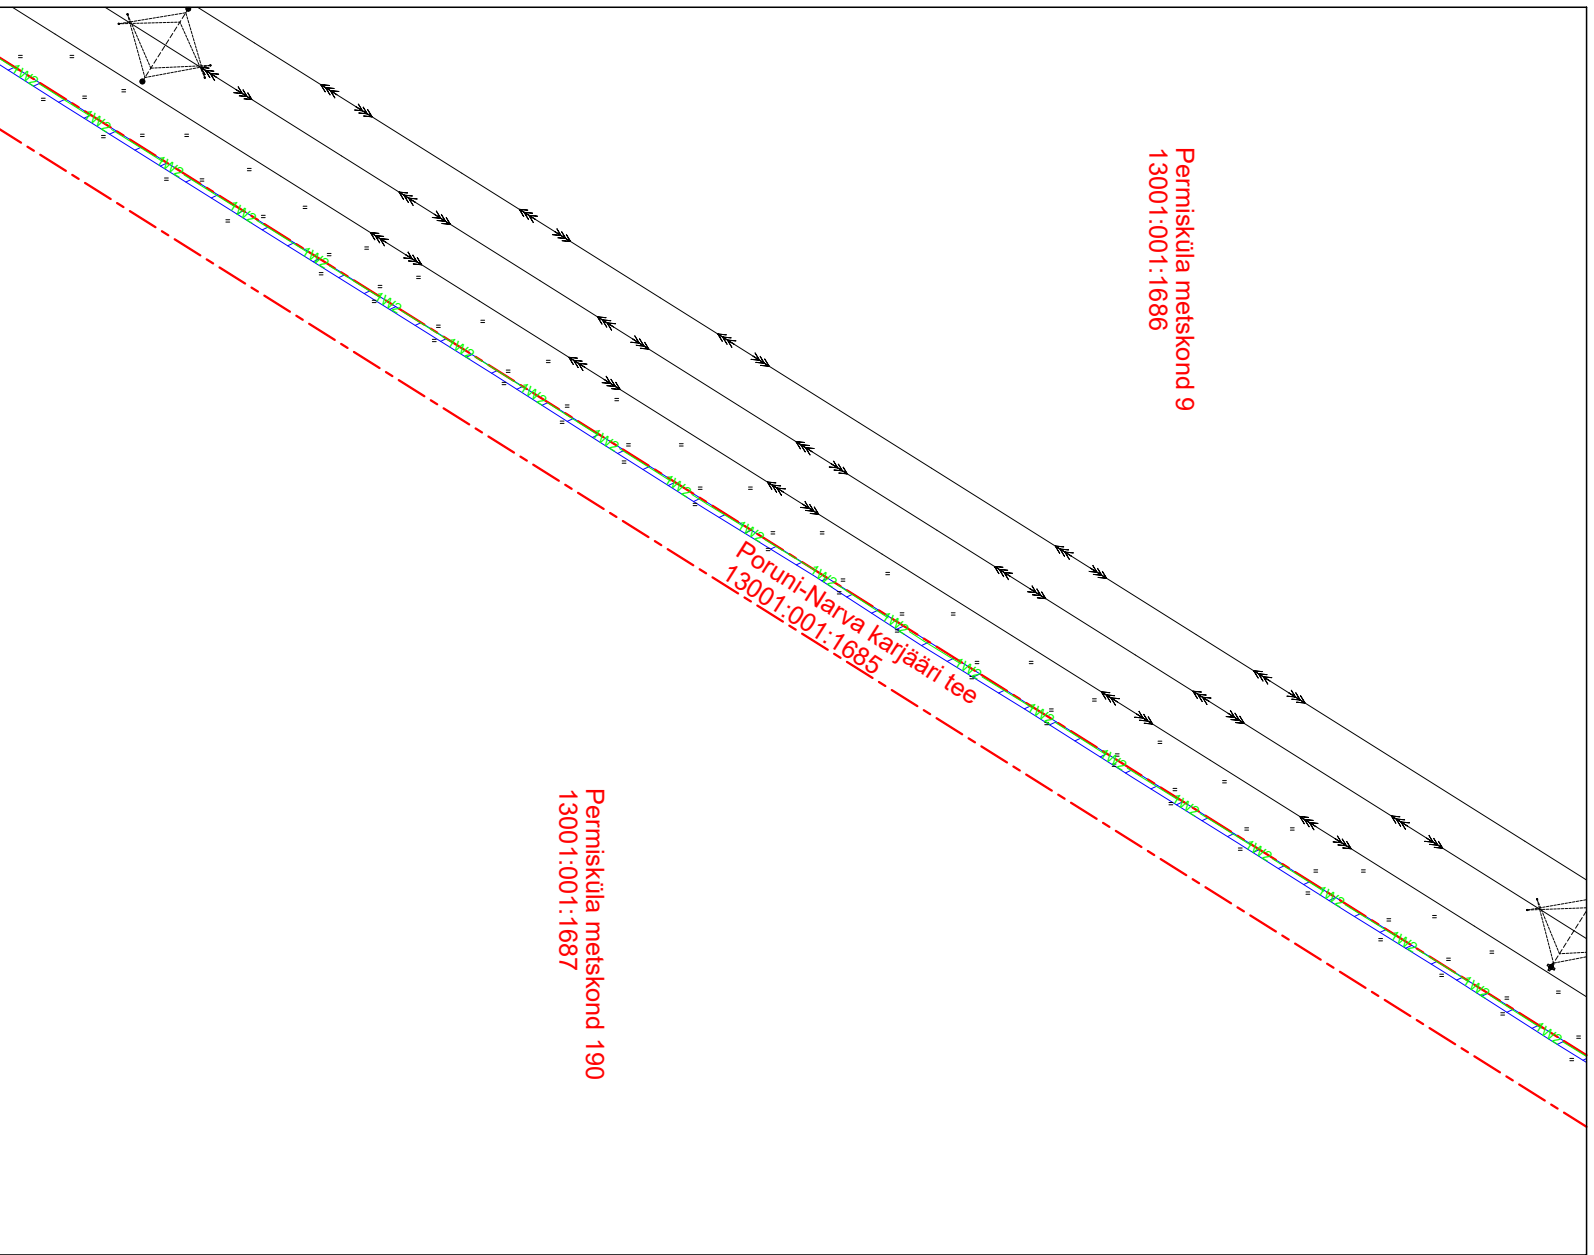 Permisküla metskond 9
13001:001:1686
Poruni-Narva karjääri tee
13001:001:1685
Permisküla metskond 190
13001:001:1687